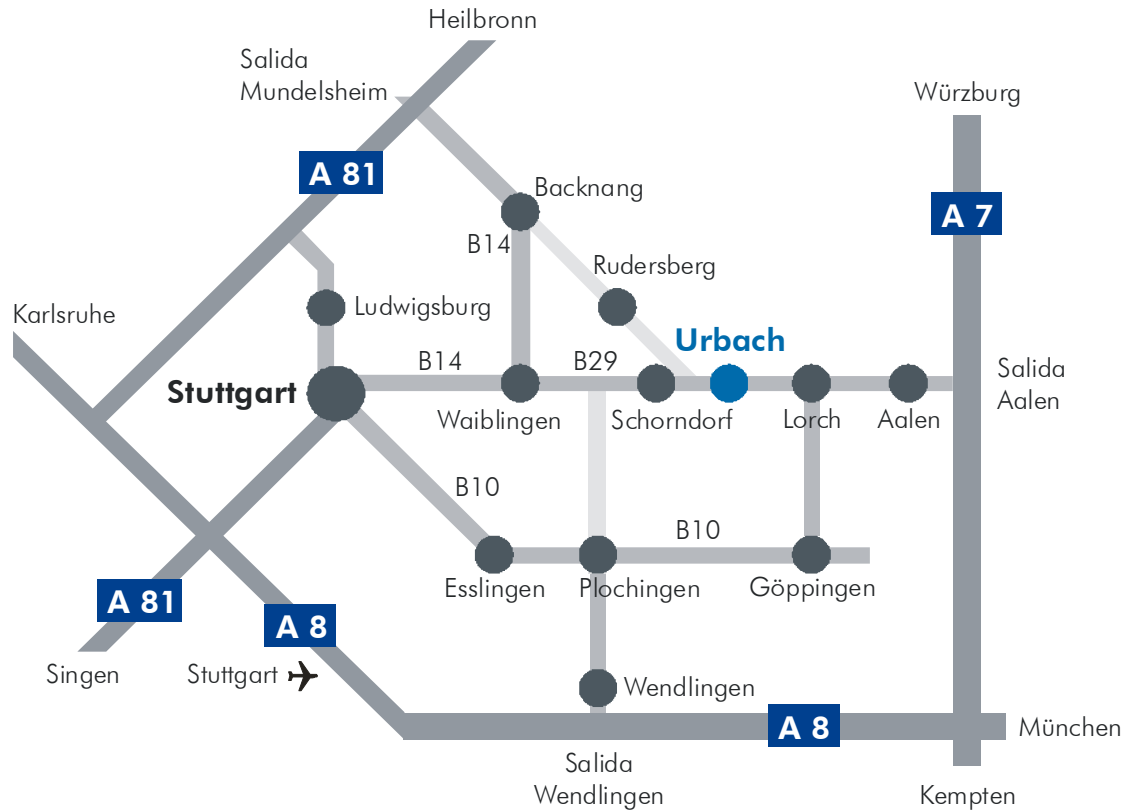 Heilbronn
Salida
Mundelsheim
Würzburg
A 81
Backnang
A 7
B14
Rudersberg
Karlsruhe
Ludwigsburg
Urbach
B14
B29
Salida
Aalen
Stuttgart
Waiblingen
Schorndorf
Lorch
Aalen
B10
B10
Esslingen
Plochingen
Göppingen
A 81
A 8
Singen
Stuttgart
Wendlingen
A 8
München
Salida
Wendlingen
Kempten